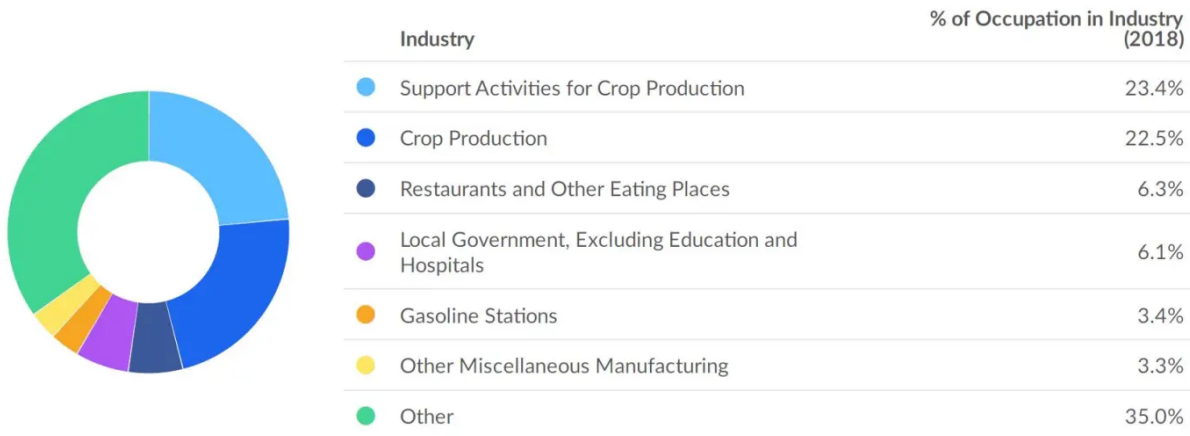 % of Occupation in Industry
Industry (2018)
Support Activities for Crop Production 23.4%
Crop Production 22.5%
Restaurants and Other Eating Places 6.3%
Local Government, Excluding Education and
Hospitals 6.1%
Gasoline Stations 3.4%
Other Miscellaneous Manufacturing 3.3%
Other 35.0%